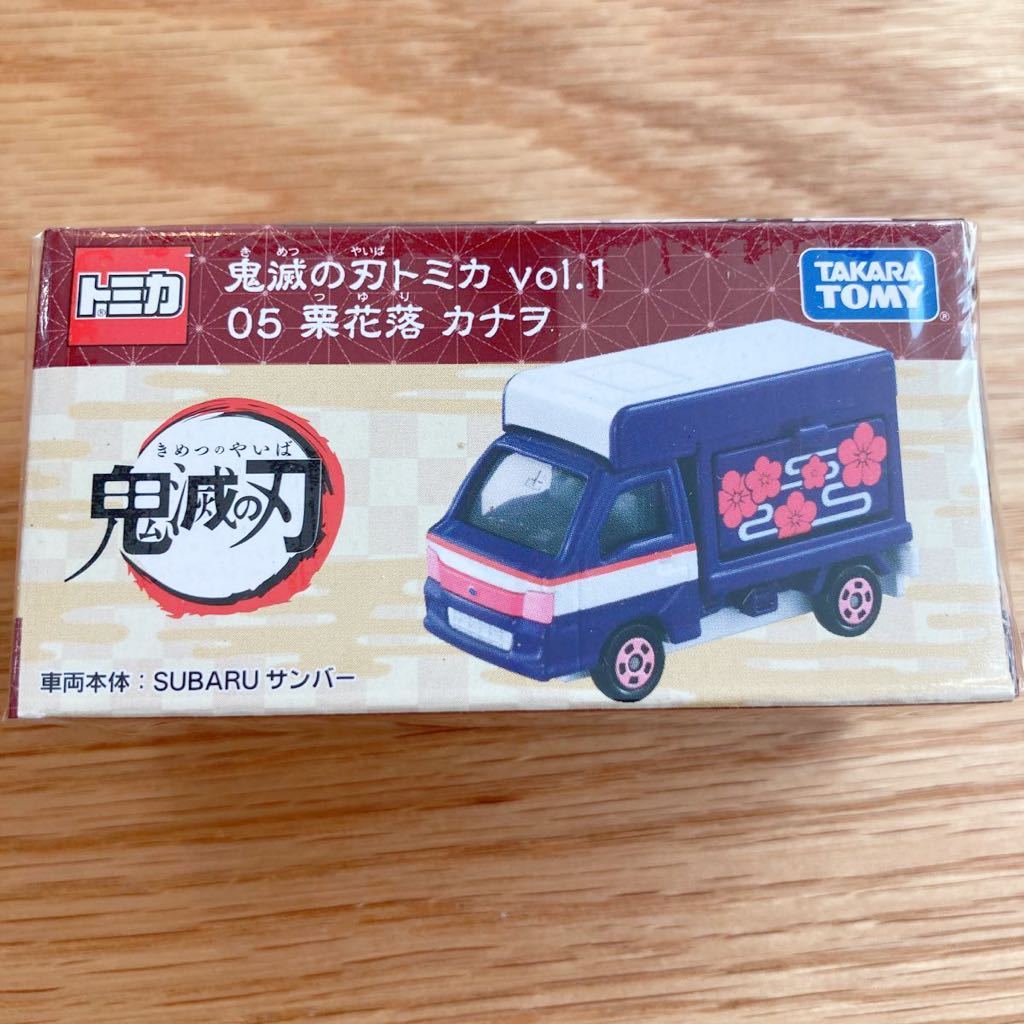 トミカ®
きめつ やいば
鬼滅の刃トミカ vol.1
つゆり
05 栗花落 カナヲ
TAKARA
TOMY®
きめつのやいば
鬼滅の刃
車両本体：SUBARU サンバー